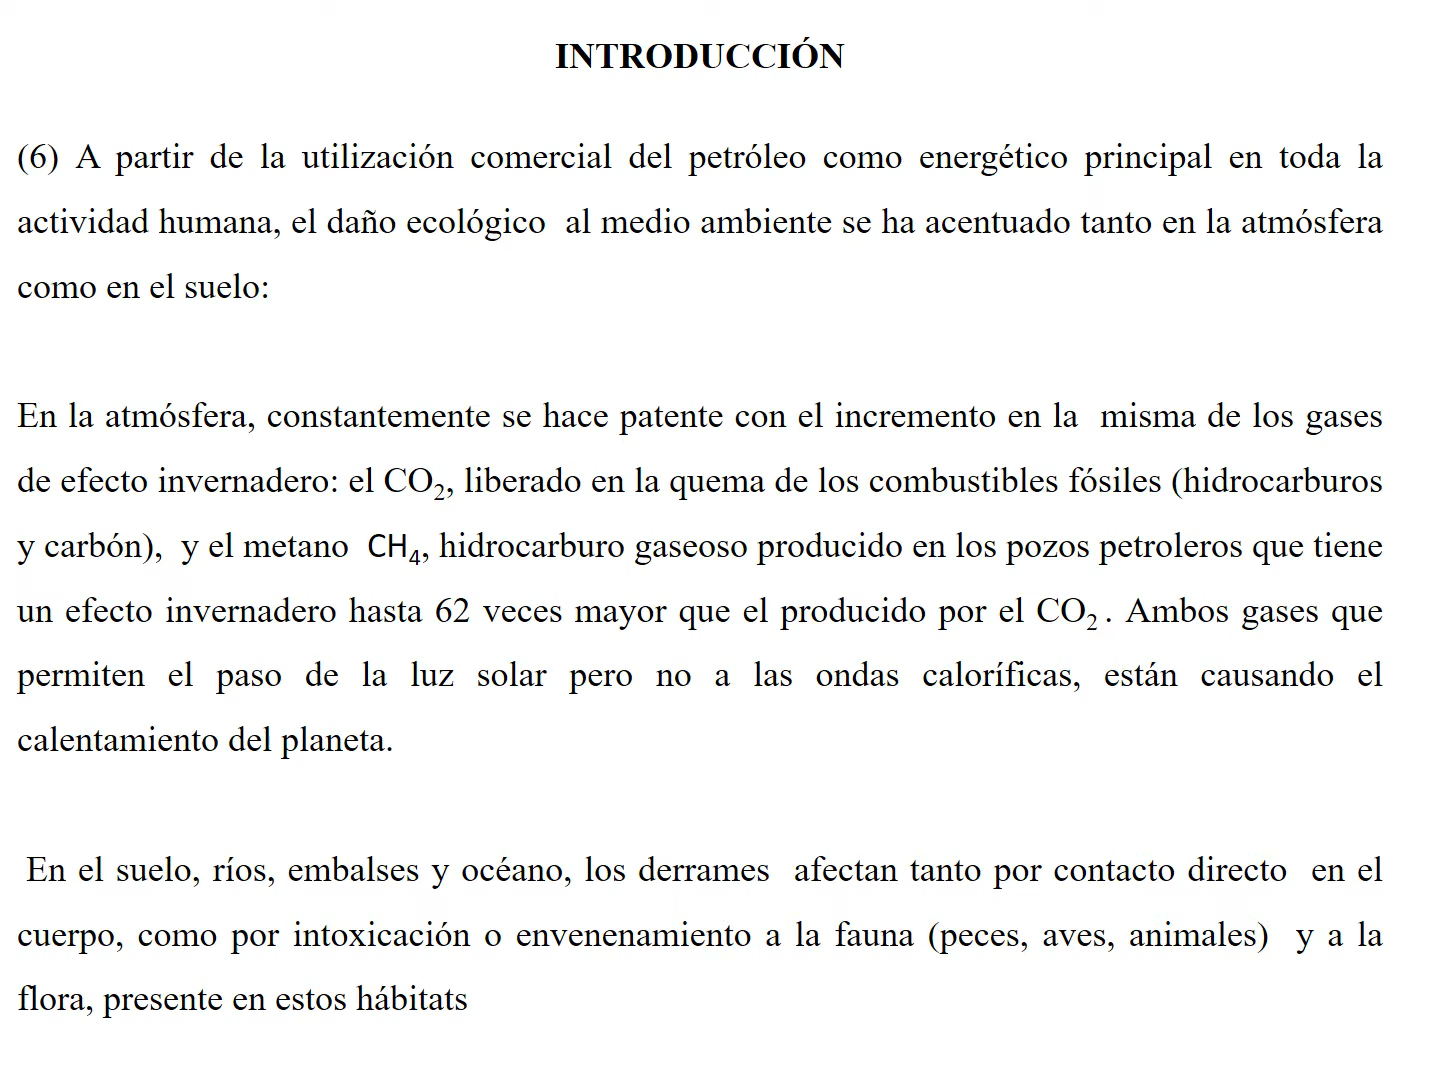 INTRODUCCIÓN
(6) A partir de la utilización comercial del petróleo como energético principal en toda la
actividad humana, el daño ecológico al medio ambiente se ha acentuado tanto en la atmósfera
como en el suelo:
En la atmósfera, constantemente se hace patente con el incremento en la misma de los gases
de efecto invernadero: el CO₂, liberado en la quema de los combustibles fósiles (hidrocarburos
y carbón), y el metano CH₄, hidrocarburo gaseoso producido en los pozos petroleros que tiene
un efecto invernadero hasta 62 veces mayor que el producido por el CO₂ . Ambos gases que
permiten el paso de la luz solar pero no a las ondas caloríficas, están causando el
calentamiento del planeta.
En el suelo, ríos, embalses y océano, los derrames afectan tanto por contacto directo en el
cuerpo, como por intoxicación o envenenamiento a la fauna (peces, aves, animales) y a la
flora, presente en estos hábitats